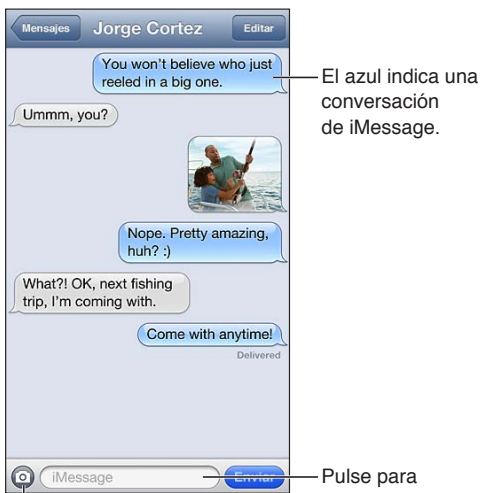 Mensajes Jorge Cortez Editar
You won't believe who just
reeled in a big one.
El azul indica una
conversación
de iMessage.
Ummm, you?
Nope. Pretty amazing,
huh? :)
What?! OK, next fishing
trip, I'm coming with.
Come with anytime!
Delivered
iMessage Enviar
Pulse para